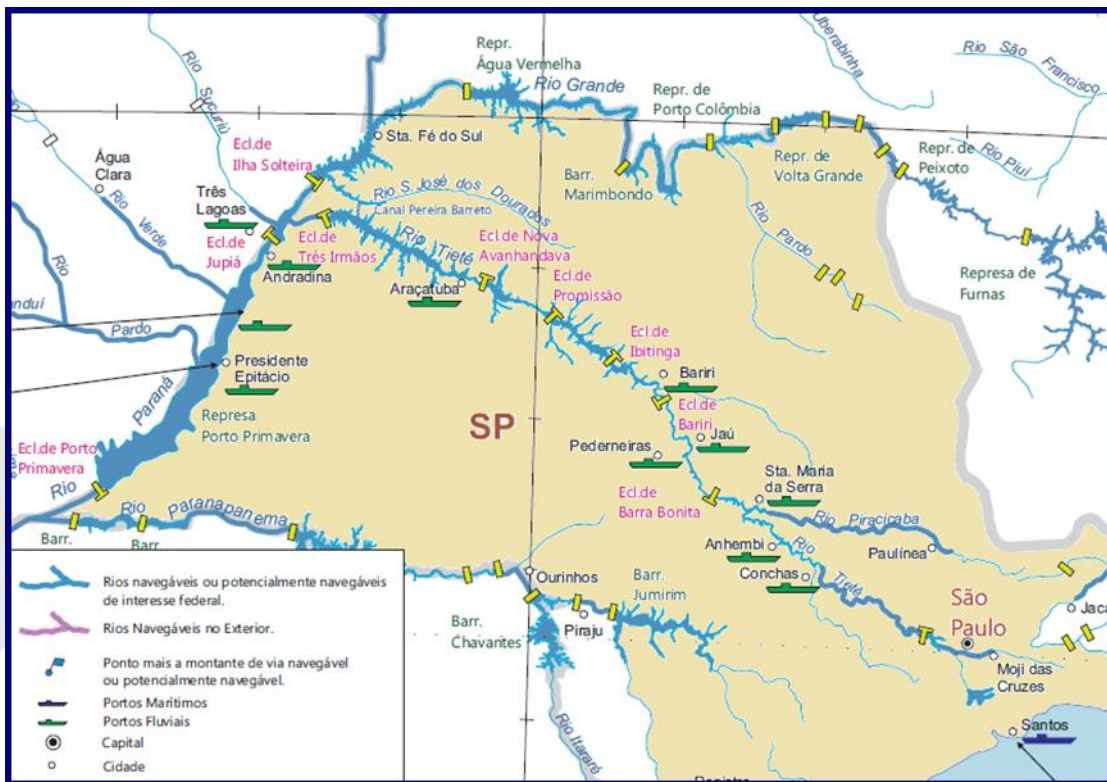 Uberabinha
Rio São
Francisco
Repr.
Água Vermelha
Rio Grande
Repr. de
Porto Colômbia
Rio Sucuriú
Sta. Fé do Sul
Ecl.de
Ilha Solteira
Água
Clara
Rio Verde
Três
Lagoas
Rio S. José dos Dourados
Canal Pereira Barreto
Barr.
Marimbondo
Repr. de
Volta Grande
Repr. de
Peixoto
Rio Piuí
Rio Pardo
Ecl.de
Jupiá
Ecl.de
Três Irmãos
Andradina
Rio Tietê
Ecl.de Nova
Avanhandava
Araçatuba
Ecl.de
Promissão
Represa de
Furnas
Rio
Pardo
Ecl.de
Ibitinga
Presidente
Epitácio
Bariri
Paraná
Represa
Porto Primavera
SP
Ecl.de
Bariri
Jaú
Pederneiras
Ecl.de Porto
Primavera
Rio
Sta. Maria
da Serra
Ecl.de
Barra Bonita
Rio Paranapanema
Rio Piracicaba
Paulínea
Barr.
Barr.
Anhembi
Rio
Tietê
Conchas
Ourinhos
Barr.
Jumirim
São
Paulo
Piraju
Barr.
Chavantes
Moji das
Cruzes
Rio Itararé
Santos
Rios navegáveis ou potencialmente navegáveis
de interesse federal.
Rios Navegáveis no Exterior.
Ponto mais a montante de via navegável
ou potencialmente navegável.
Portos Marítimos
Portos Fluviais
Capital
Cidade